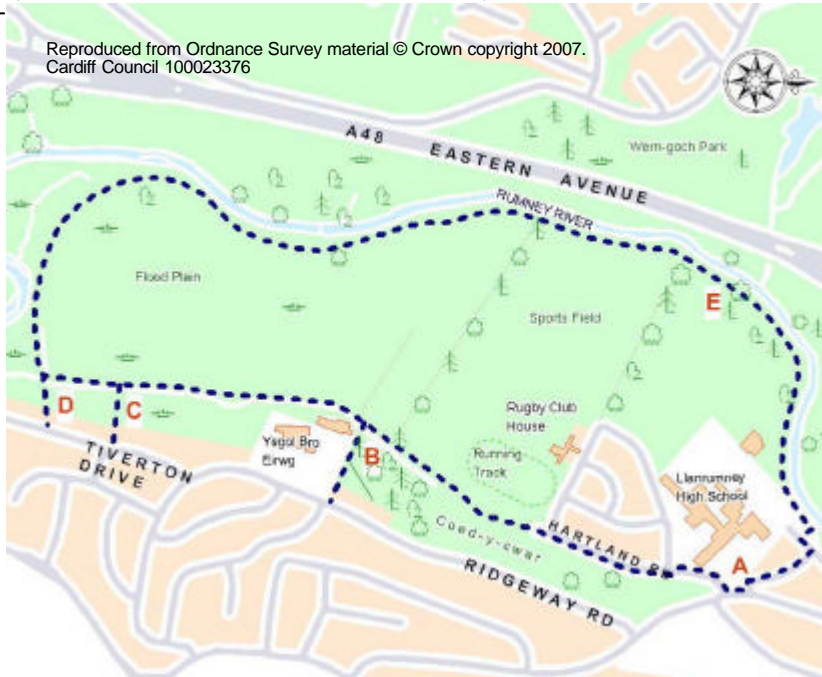 Reproduced from Ordnance Survey material © Crown copyright 2007.
Cardiff Council 100023376
A48 EASTERN AVENUE
Wern-goch Park
RUMNEY RIVER
Flood Plain
E
Sports Field
D
C
Rugby Club
House
Ysgol Bro
Eirwg
B
Running
Track
Llanrumney
High School
TIVERTON
DRIVE
Coed-y-cwar
HARTLAND RD
A
RIDGEWAY RD